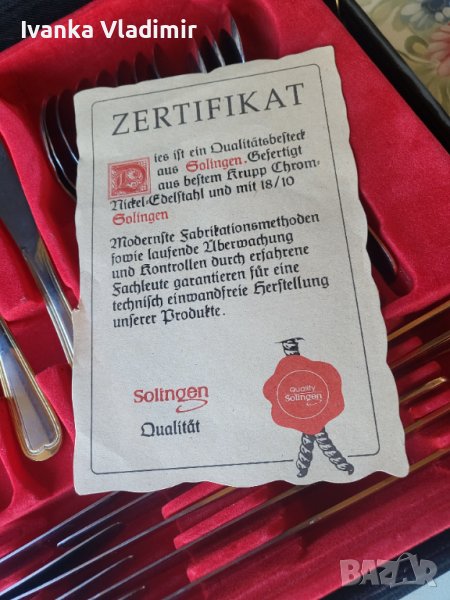 Ivanka Vladimir
ZERTIFIKAT
Dies ist ein Qualitätsbesteck
aus Solingen. Gefertigt
aus bestem Krupp Chrom-
Nickel-Edelstahl und mit 18/10
Solingen
Modernste Fabrikationsmethoden
sowie laufende Überwachung
und Kontrollen durch erfahrene
Fachleute garantieren für eine
technisch einwandfreie Herstellung
unserer Produkte.
Solingen
Qualität
Quality
Solingen
BAZAR